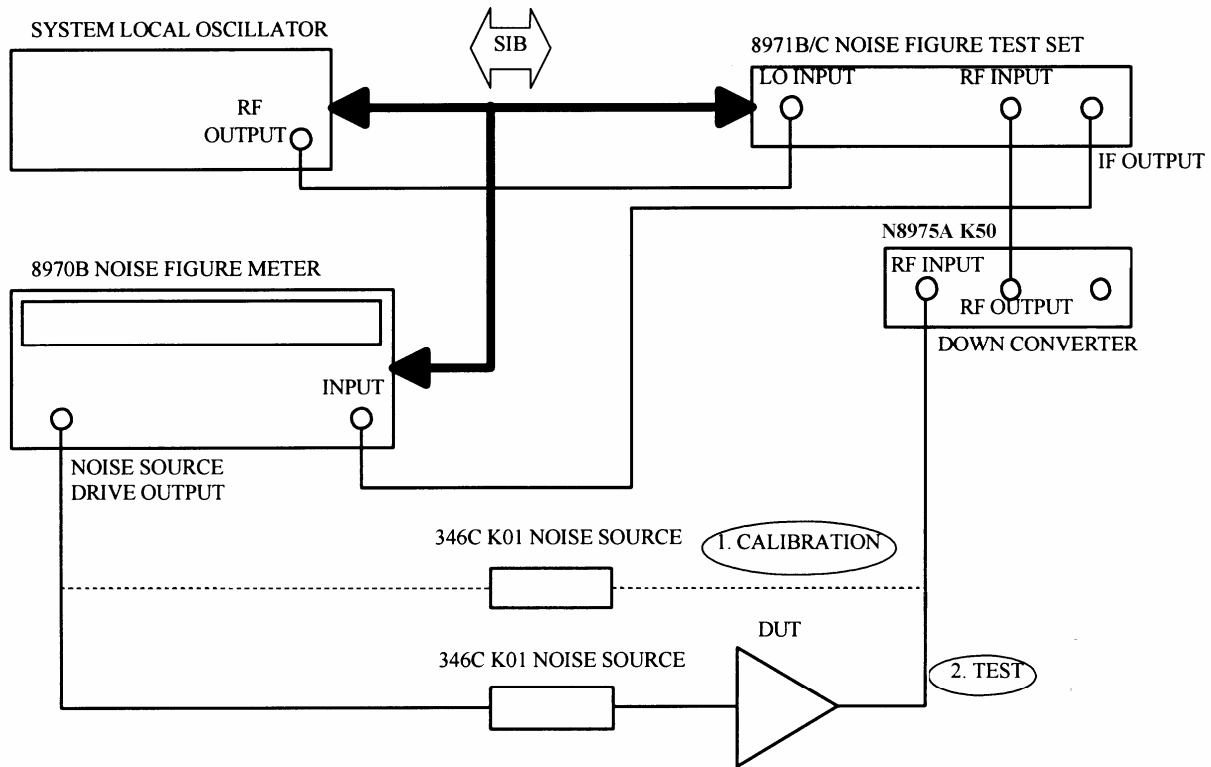 SYSTEM LOCAL OSCILLATOR
SIB
8971B/C NOISE FIGURE TEST SET
LO INPUT
RF INPUT
RF
OUTPUT
IF OUTPUT
N8975A K50
8970B NOISE FIGURE METER
RF INPUT
RF OUTPUT
DOWN CONVERTER
INPUT
NOISE SOURCE
DRIVE OUTPUT
346C K01 NOISE SOURCE
1. CALIBRATION
DUT
346C K01 NOISE SOURCE
2. TEST